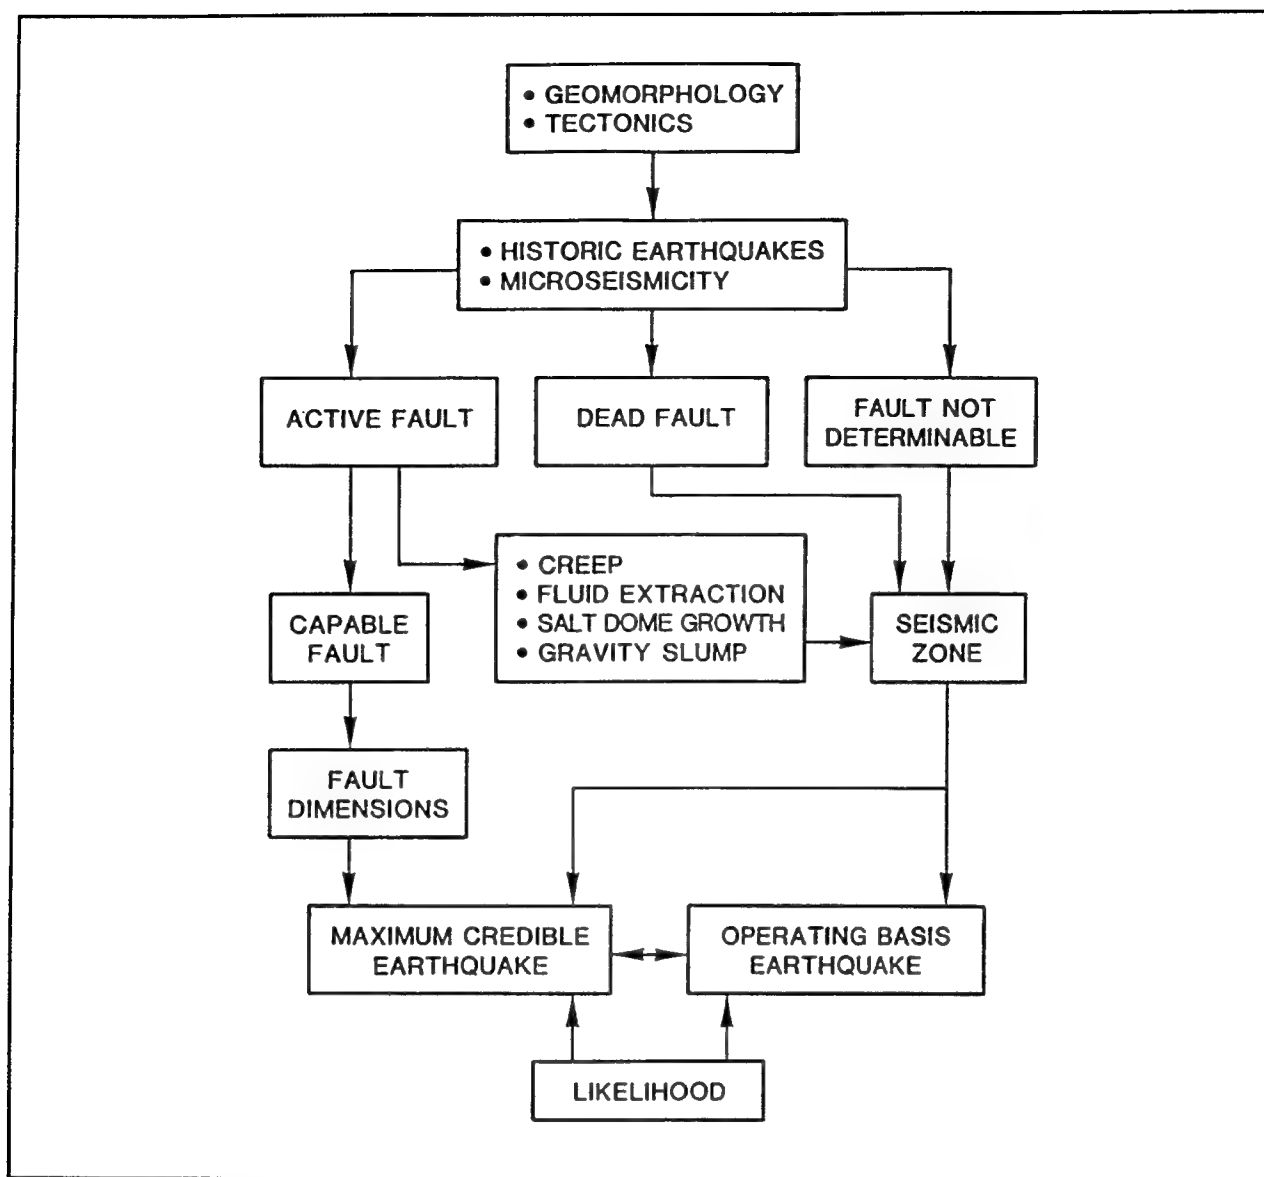 • GEOMORPHOLOGY
• TECTONICS
• HISTORIC EARTHQUAKES
• MICROSEISMICITY
ACTIVE FAULT
DEAD FAULT
FAULT NOT
DETERMINABLE
• CREEP
• FLUID EXTRACTION
• SALT DOME GROWTH
• GRAVITY SLUMP
CAPABLE
FAULT
SEISMIC
ZONE
FAULT
DIMENSIONS
MAXIMUM CREDIBLE
EARTHQUAKE
OPERATING BASIS
EARTHQUAKE
LIKELIHOOD